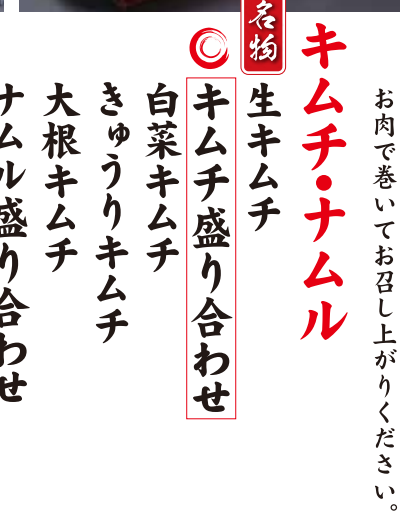 お肉で巻いてお召し上がりください。
キムチ・ナムル
名物
生キムチ
キムチ盛り合わせ
白菜キムチ
きゅうりキムチ
大根キムチ
ナムル盛り合わせ